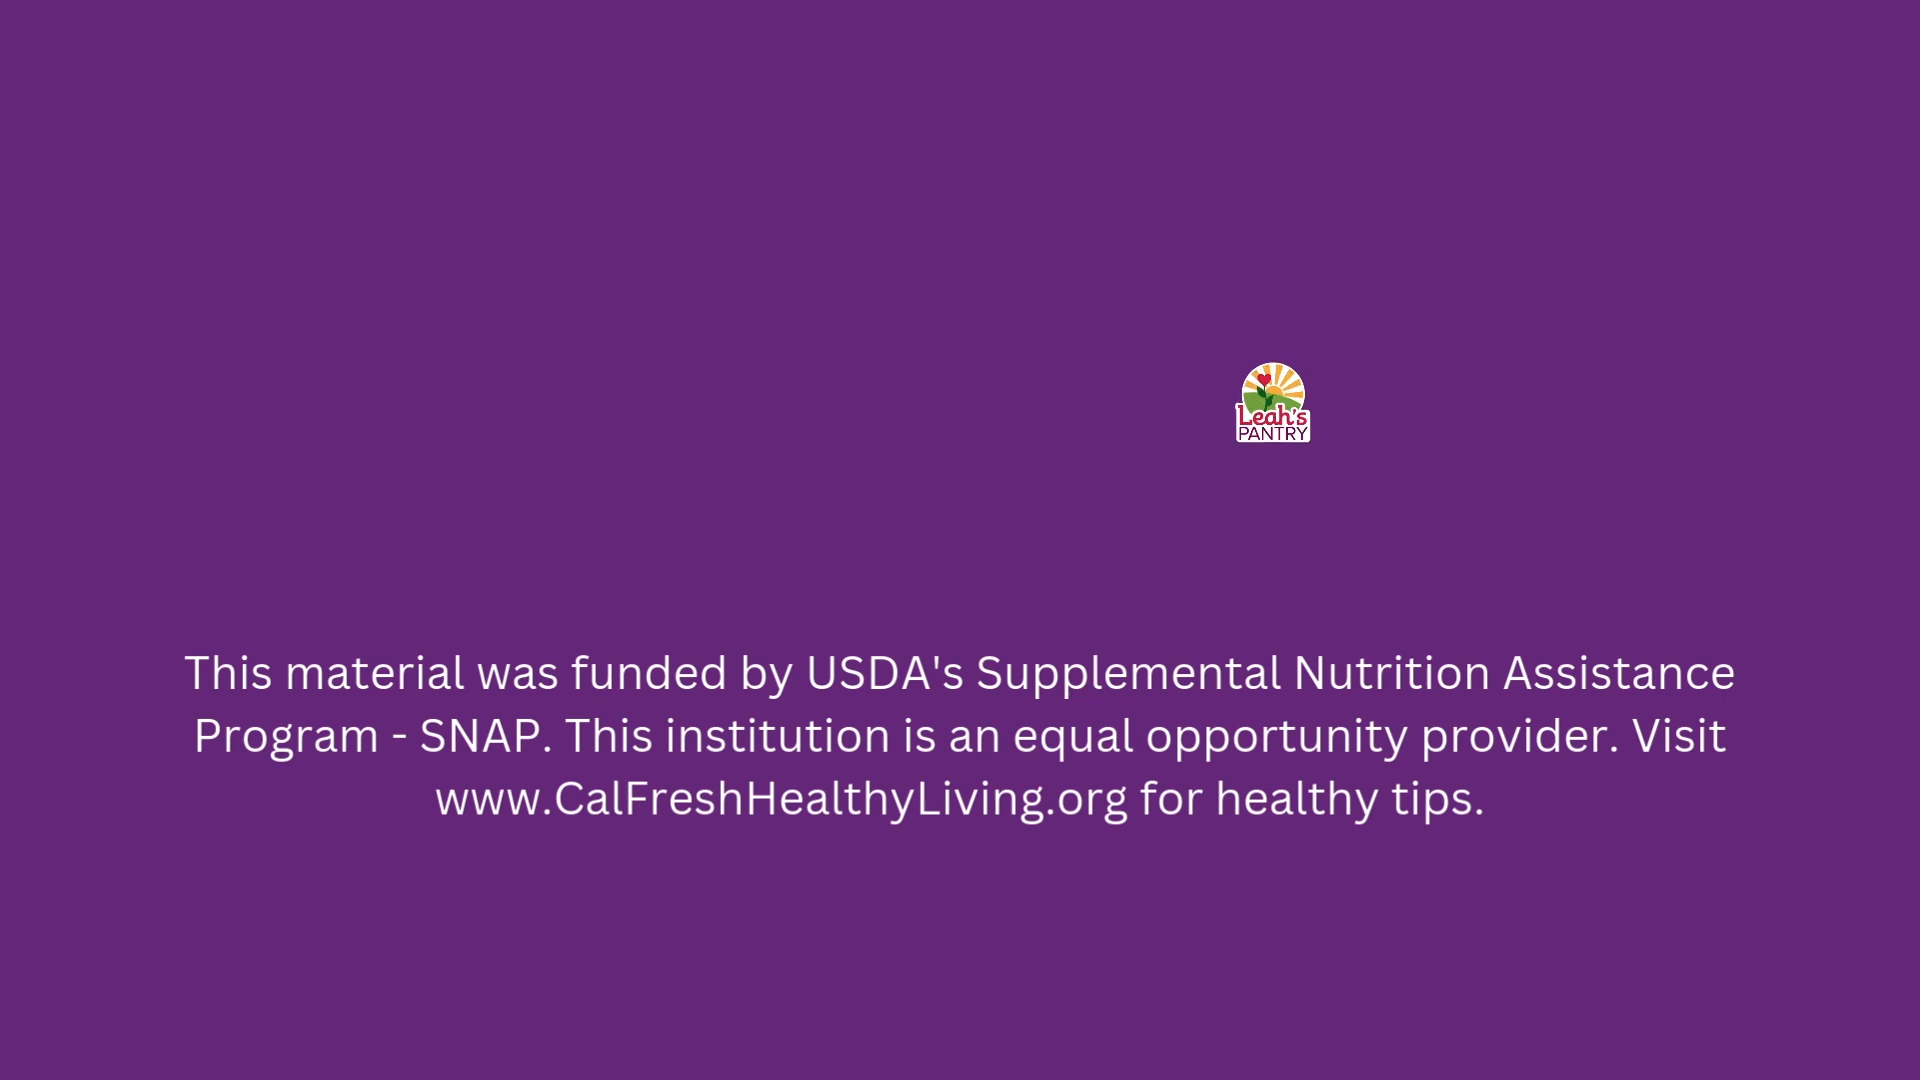 Leah's
PANTRY
This material was funded by USDA's Supplemental Nutrition Assistance
Program - SNAP. This institution is an equal opportunity provider. Visit
www.CalFreshHealthyLiving.org for healthy tips.